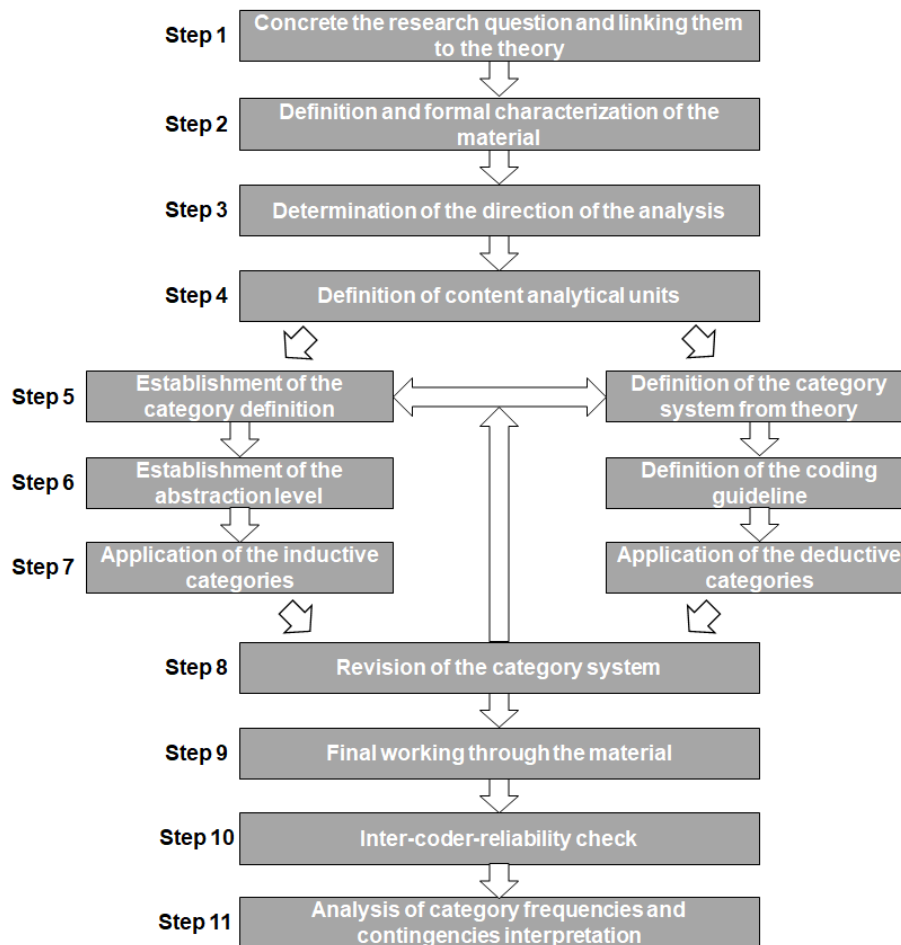 Step 1
Concrete the research question and linking them
to the theory
Step 2
Definition and formal characterization of the
material
Step 3
Determination of the direction of the analysis
Step 4
Definition of content analytical units
Step 5
Establishment of the
category definition
Definition of the category
system from theory
Step 6
Establishment of the
abstraction level
Definition of the coding
guideline
Step 7
Application of the inductive
categories
Application of the deductive
categories
Step 8
Revision of the category system
Step 9
Final working through the material
Step 10
Inter-coder-reliability check
Step 11
Analysis of category frequencies and
contingencies interpretation